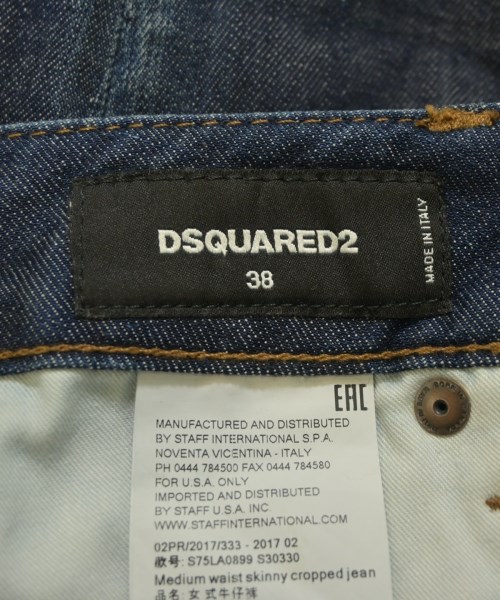 DSQUARED2
38
MADE IN ITALY
EAC
MANUFACTURED AND DISTRIBUTED
BY STAFF INTERNATIONAL S.P.A.
NOVENTA VICENTINA - ITALY
PH 0444 784500 FAX 0444 784580
FOR U.S.A. ONLY
IMPORTED AND DISTRIBUTED
BY STAFF U.S.A. INC.
WWW.STAFFINTERNATIONAL.COM
02PR/2017/333 - 2017 02
款号: S75LA0899 S30330
Medium waist skinny cropped jean
品名: 女式牛仔裤